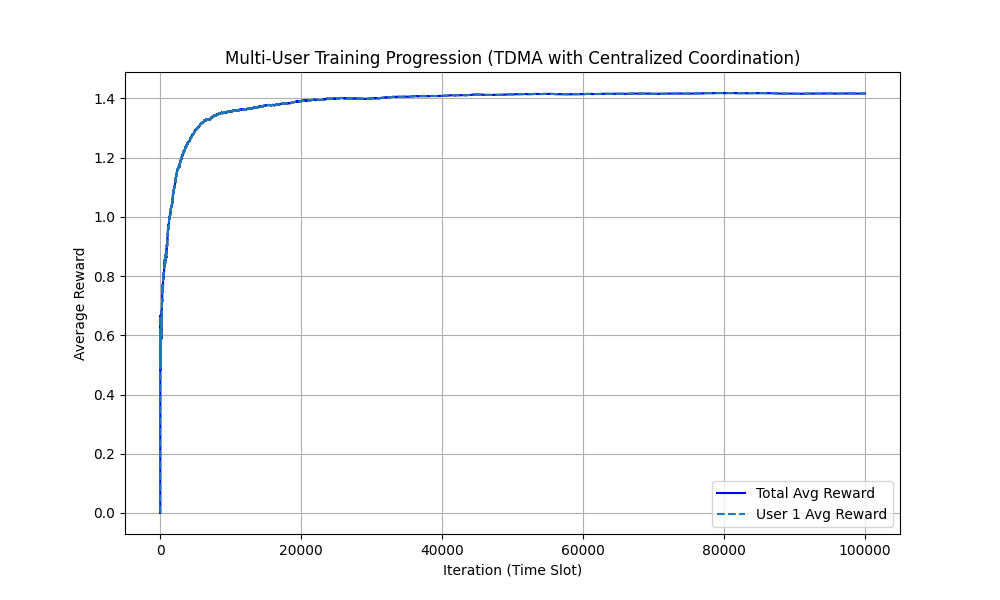 Multi-User Training Progression (TDMA with Centralized Coordination)
Average Reward
1.4
1.2
1.0
0.8
0.6
0.4
0.2
0.0
0 20000 40000 60000 80000 100000
Iteration (Time Slot)
Total Avg Reward
User 1 Avg Reward